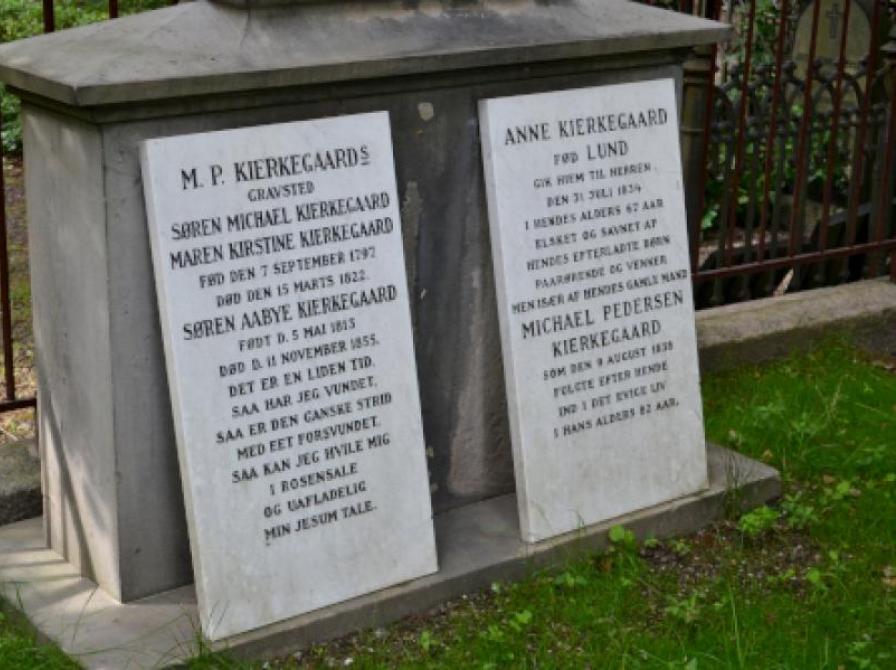 M. P. KIERKEGAARDs
GRAVSTED
SØREN MICHAEL KIERKEGAARD
MAREN KIRSTINE KIERKEGAARD
FØD DEN 7 SEPTEMBER 1797
DØD DEN 15 MARTS 1822.
SØREN AABYE KIERKEGAARD
FØDT D. 5 MAI 1813
DØD D. 11 NOVEMBER 1855.
DET ER EN LIDEN TID,
SAA HAR JEG VUNDET,
SAA ER DEN GANSKE STRID
MED EET FORSVUNDET.
SAA KAN JEG HVILE MIG
I ROSENSALE
OG UAFLADELIG
MIN JESUM TALE.
ANNE KIERKEGAARD
FØD LUND
GIK HIEM TIL HERREN
DEN 31 JULI 1834
I HENDES ALDERS 67 AAR
ELSKET OG SAVNET AF
HENDES EFTERLADTE BØRN
PAARØRENDE OG VENNER
MEN ISÆR AF HENDES GAMLE MAND
MICHAEL PEDERSEN
KIERKEGAARD
SOM DEN 9 AUGUST 1838
FULGTE EFTER HENDE
IND I DET EVIGE LIV
I HANS ALDERS 82 AAR.